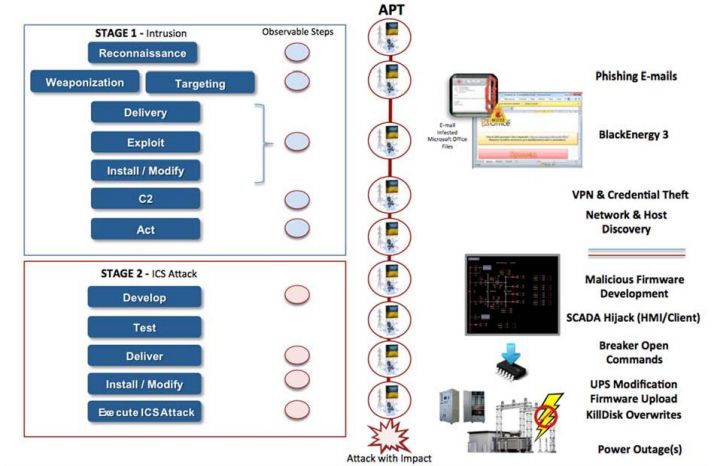 APT
STAGE 1 - Intrusion
Observable Steps
Reconnaissance
Weaponization
Targeting
Delivery
Exploit
Install / Modify
C2
Act
STAGE 2 - ICS Attack
Develop
Test
Deliver
Install / Modify
Execute ICS Attack
Attack with Impact
Phishing E-mails
E-mail
Infected
Microsoft Office
Files
Office
BlackEnergy 3
VPN & Credential Theft
Network & Host
Discovery
Malicious Firmware
Development
SCADA Hijack (HMI/Client)
Breaker Open
Commands
UPS Modification
Firmware Upload
KillDisk Overwrites
Power Outage(s)